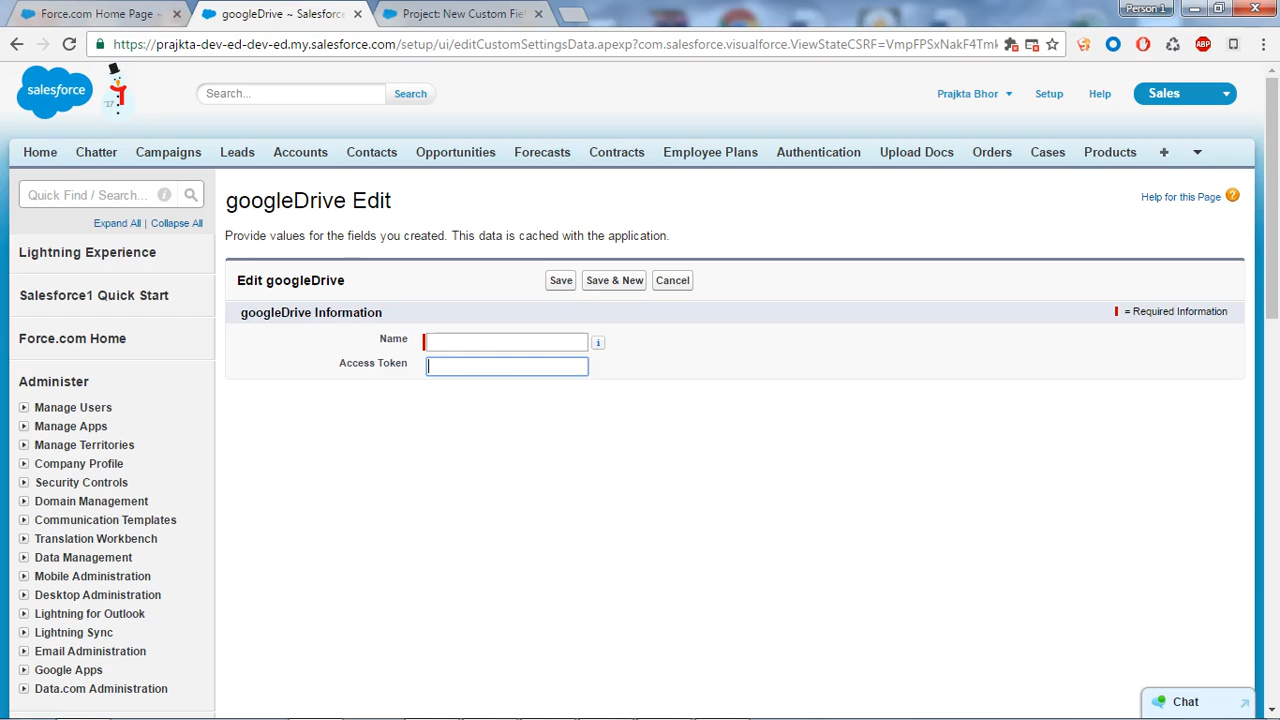 Force.com Home Page ~
googleDrive ~ Salesforce
Project: New Custom Fiel
Person 1
https://prajkta-dev-ed-dev-ed.my.salesforce.com/setup/ui/editCustomSettingsData.apexp?com.salesforce.visualforce.ViewStateCSRF=VmpFPSxNakF4Tmk
ABP
salesforce
'17
Search...
Search
Prajkta Bhor
Setup
Help
Sales
Home
Chatter
Campaigns
Leads
Accounts
Contacts
Opportunities
Forecasts
Contracts
Employee Plans
Authentication
Upload Docs
Orders
Cases
Products
Quick Find / Search...
Expand All | Collapse All
Lightning Experience
Salesforce1 Quick Start
Force.com Home
Administer
Manage Users
Manage Apps
Manage Territories
Company Profile
Security Controls
Domain Management
Communication Templates
Translation Workbench
Data Management
Mobile Administration
Desktop Administration
Lightning for Outlook
Lightning Sync
Email Administration
Google Apps
Data.com Administration
googleDrive Edit
Help for this Page
Provide values for the fields you created. This data is cached with the application.
Edit googleDrive
Save
Save & New
Cancel
googleDrive Information
= Required Information
Name
Access Token
Chat